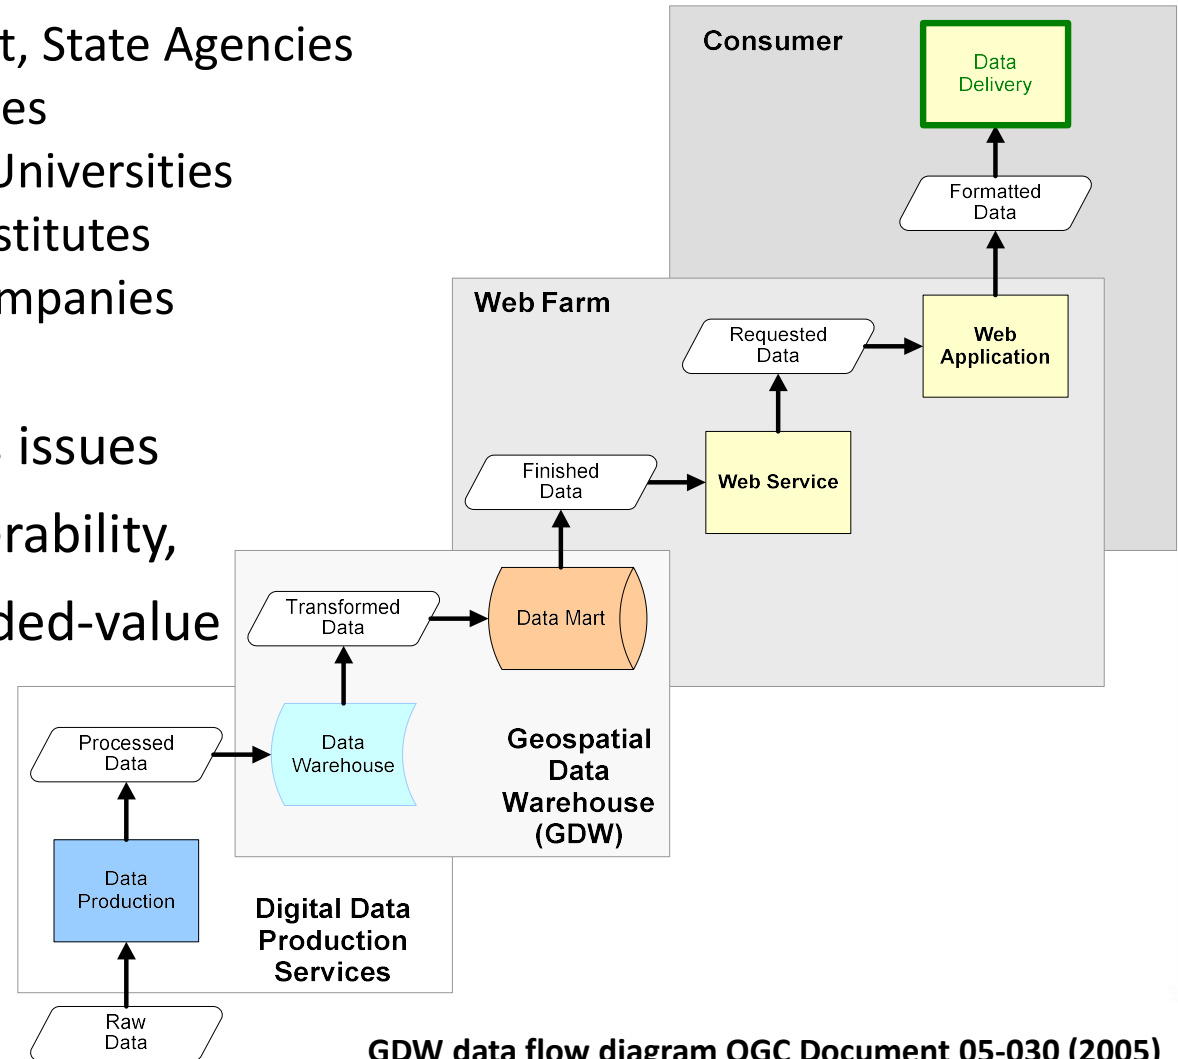 t, State Agencies
es
Universities
stitutes
ompanies
issues
rability,
ded-value
Consumer
Data
Delivery
Formatted
Data
Web Farm
Requested
Data
Web
Application
Finished
Data
Web Service
Transformed
Data
Data Mart
Processed
Data
Data
Warehouse
Geospatial
Data
Warehouse
(GDW)
Data
Production
Digital Data
Production
Services
Raw
Data
GDW data flow diagram OGC Document 05-030 (2005)